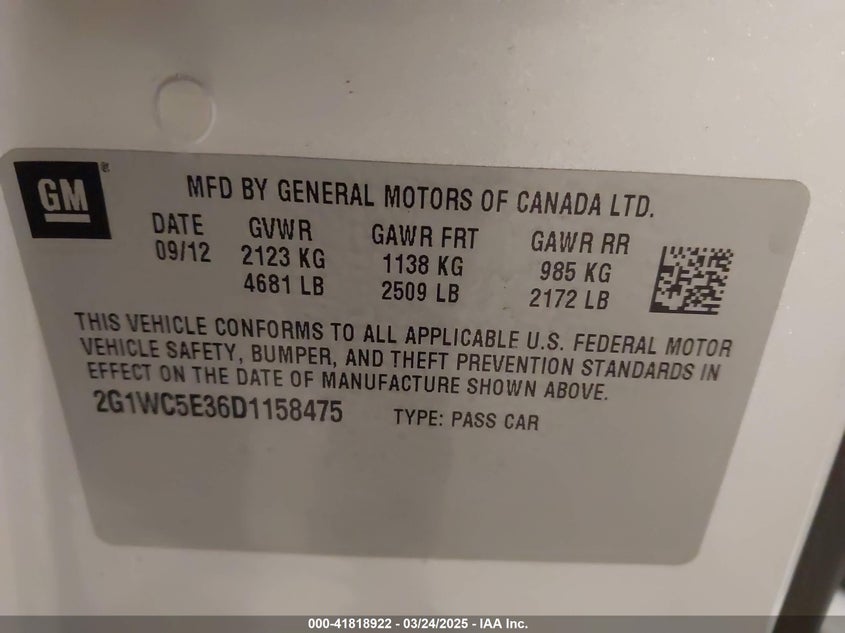 GM®
MFD BY GENERAL MOTORS OF CANADA LTD.
DATE GVWR GAWR FRT GAWR RR
09/12 2123 KG 1138 KG 985 KG
4681 LB 2509 LB 2172 LB
THIS VEHICLE CONFORMS TO ALL APPLICABLE U.S. FEDERAL MOTOR
VEHICLE SAFETY, BUMPER, AND THEFT PREVENTION STANDARDS IN
EFFECT ON THE DATE OF MANUFACTURE SHOWN ABOVE.
2G1WC5E36D1158475 TYPE: PASS CAR
000-41818922 - 03/24/2025 - IAA Inc.